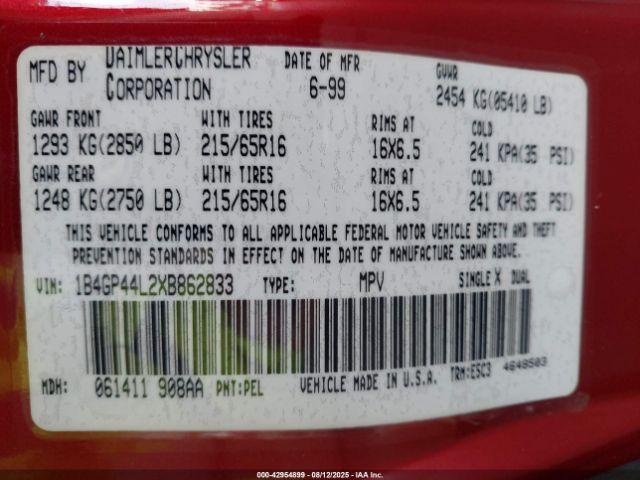 MFD BY DAIMLERCHRYSLER CORPORATION DATE OF MFR 6-99 GVWR 2454 KG(05410 LB)
GAWR FRONT WITH TIRES RIMS AT COLD
1293 KG(2850 LB) 215/65R16 16X6.5 241 KPA(35 PSI)
GAWR REAR WITH TIRES RIMS AT COLD
1248 KG(2750 LB) 215/65R16 16X6.5 241 KPA(35 PSI)
THIS VEHICLE CONFORMS TO ALL APPLICABLE FEDERAL MOTOR VEHICLE SAFETY AND THEFT
PREVENTION STANDARDS IN EFFECT ON THE DATE OF MANUFACTURE SHOWN ABOVE.
VIN: 1B4GP44L2XB862833 TYPE: MPV SINGLE X DUAL
MDH: 061411 908AA PNT:PEL VEHICLE MADE IN U.S.A. TRM:E5C3 4648503
000-42954899 - 08/12/2025 - IAA Inc.